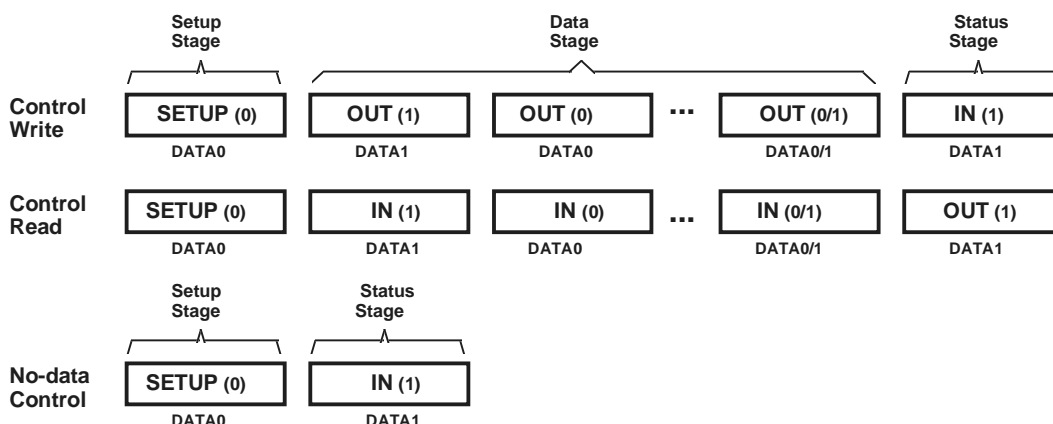 Setup
Stage
Data
Stage
Status
Stage
Control
Write
SETUP (0)
OUT (1)
OUT (0)
...
OUT (0/1)
IN (1)
DATA0
DATA1
DATA0
DATA0/1
DATA1
Control
Read
SETUP (0)
IN (1)
IN (0)
...
IN (0/1)
OUT (1)
DATA0
DATA1
DATA0
DATA0/1
DATA1
Setup
Stage
Status
Stage
No-data
Control
SETUP (0)
IN (1)
DATA0
DATA1